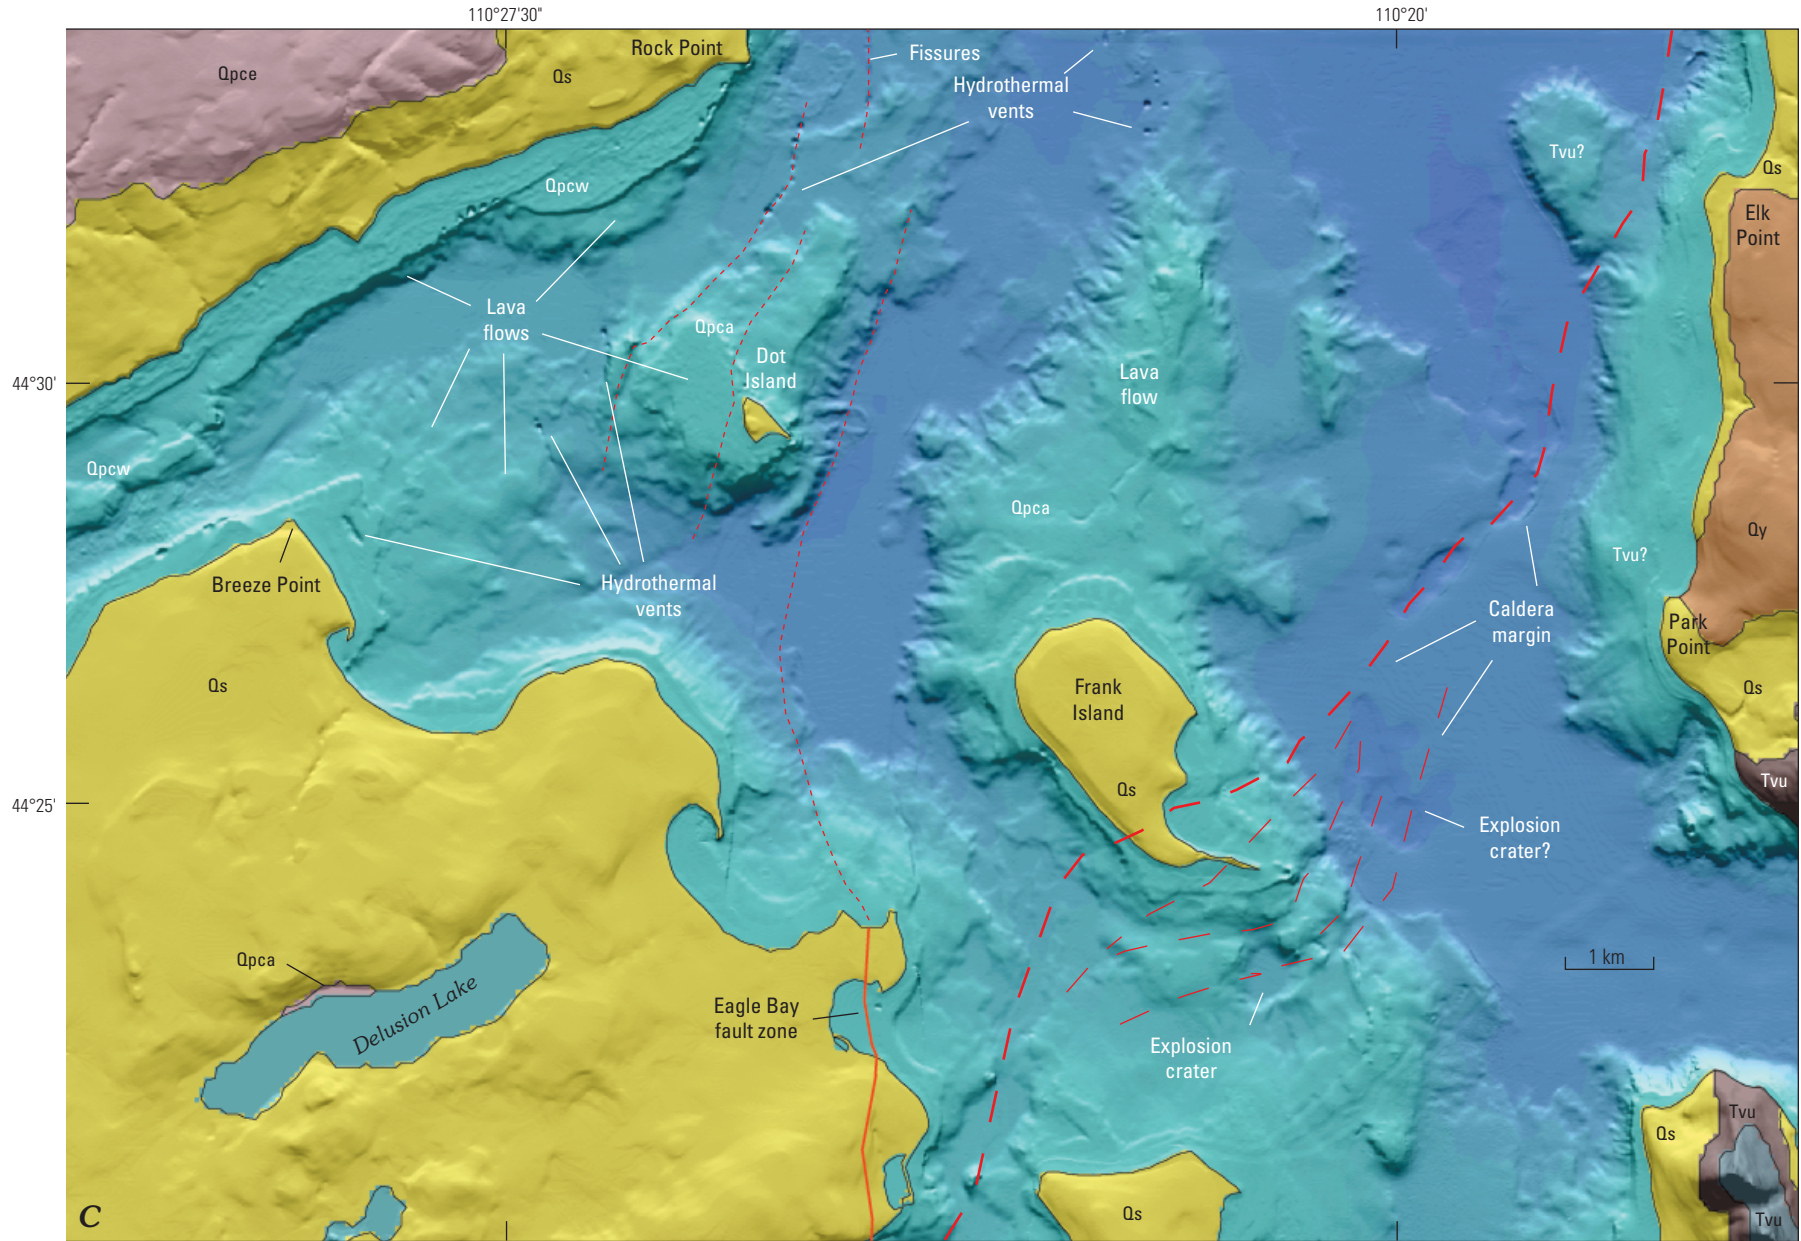 110°27'30"
110°20'
Rock Point
Qpce
Qs
Fissures
Hydrothermal
vents
Qpcw
Tvu?
Qs
Elk
Point
Lava
flows
Qpca
Dot
Island
Lava
flow
44°30'
Qpcw
Qpca
Qy
Tvu?
Breeze Point
Hydrothermal
vents
Caldera
margin
Park
Point
Qs
Frank
Island
Qs
Qs
Tvu
44°25'
Explosion
crater?
Qpca
Delusion Lake
1 km
Eagle Bay
fault zone
Explosion
crater
Tvu
Qs
C
Qs
Tvu